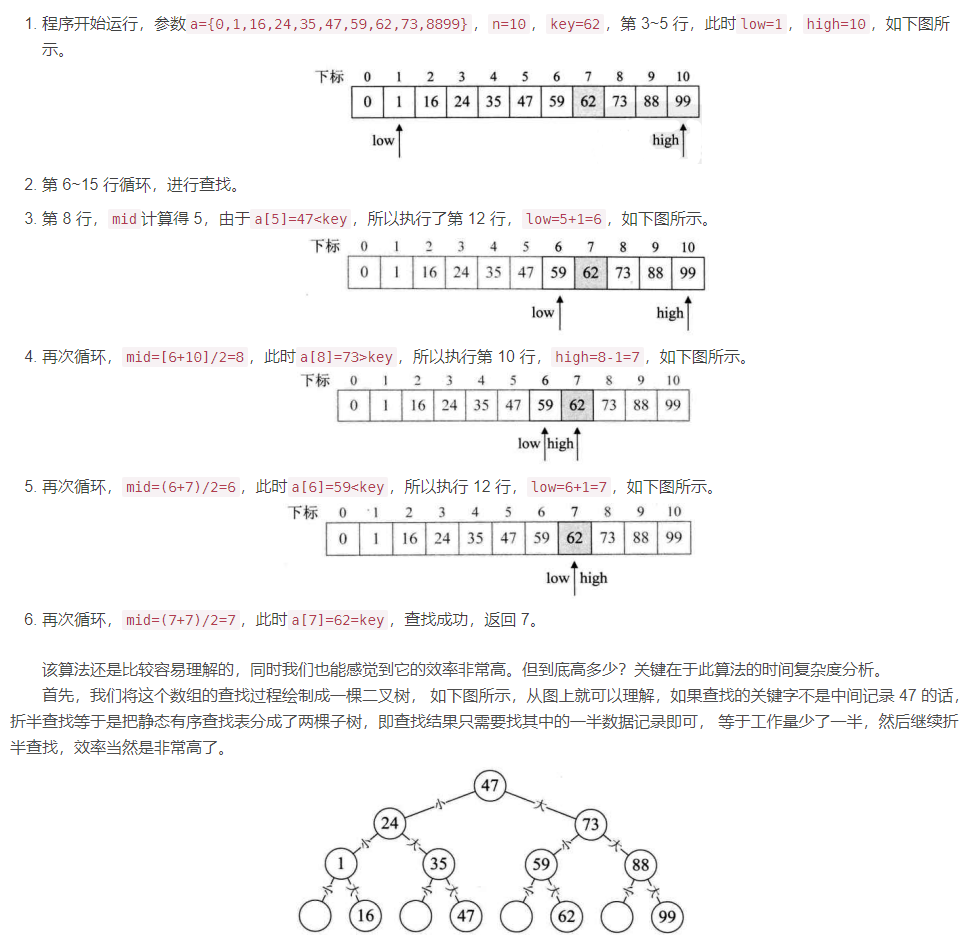 1. 程序开始运行，参数 a={0,1,16,24,35,47,59,62,73,8899}，n=10，key=62，第 3~5 行，此时 low=1，high=10，如下图所
示。
下标 0 1 2 3 4 5 6 7 8 9 10
0 1 16 24 35 47 59 62 73 88 99
low high
2. 第 6~15 行循环，进行查找。
3. 第 8 行，mid 计算得 5，由于 a[5]=47<key，所以执行了第 12 行，low=5+1=6，如下图所示。
下标 0 1 2 3 4 5 6 7 8 9 10
0 1 16 24 35 47 59 62 73 88 99
low high
4. 再次循环，mid=[6+10]/2=8，此时 a[8]=73>key，所以执行第 10 行，high=8-1=7，如下图所示。
下标 0 1 2 3 4 5 6 7 8 9 10
0 1 16 24 35 47 59 62 73 88 99
low high
5. 再次循环，mid=(6+7)/2=6，此时 a[6]=59<key，所以执行 12 行，low=6+1=7，如下图所示。
下标 0 1 2 3 4 5 6 7 8 9 10
0 1 16 24 35 47 59 62 73 88 99
low high
6. 再次循环，mid=(7+7)/2=7，此时 a[7]=62=key，查找成功，返回 7。
该算法还是比较容易理解的，同时我们也能感觉到它的效率非常高。但到底高多少？关键在于此算法的时间复杂度分析。
首先，我们将这个数组的查找过程绘制成一棵二叉树， 如下图所示，从图上就可以理解，如果查找的关键字不是中间记录 47 的话，
折半查找等于是把静态有序查找表分成了两棵子树，即查找结果只需要找其中的一半数据记录即可， 等于工作量少了一半，然后继续折
半查找，效率当然是非常高了。
47
小 大
24 73
小 大 小 大
1 35 59 88
小 大 小 大 小 大 小 大
16 47 62 99